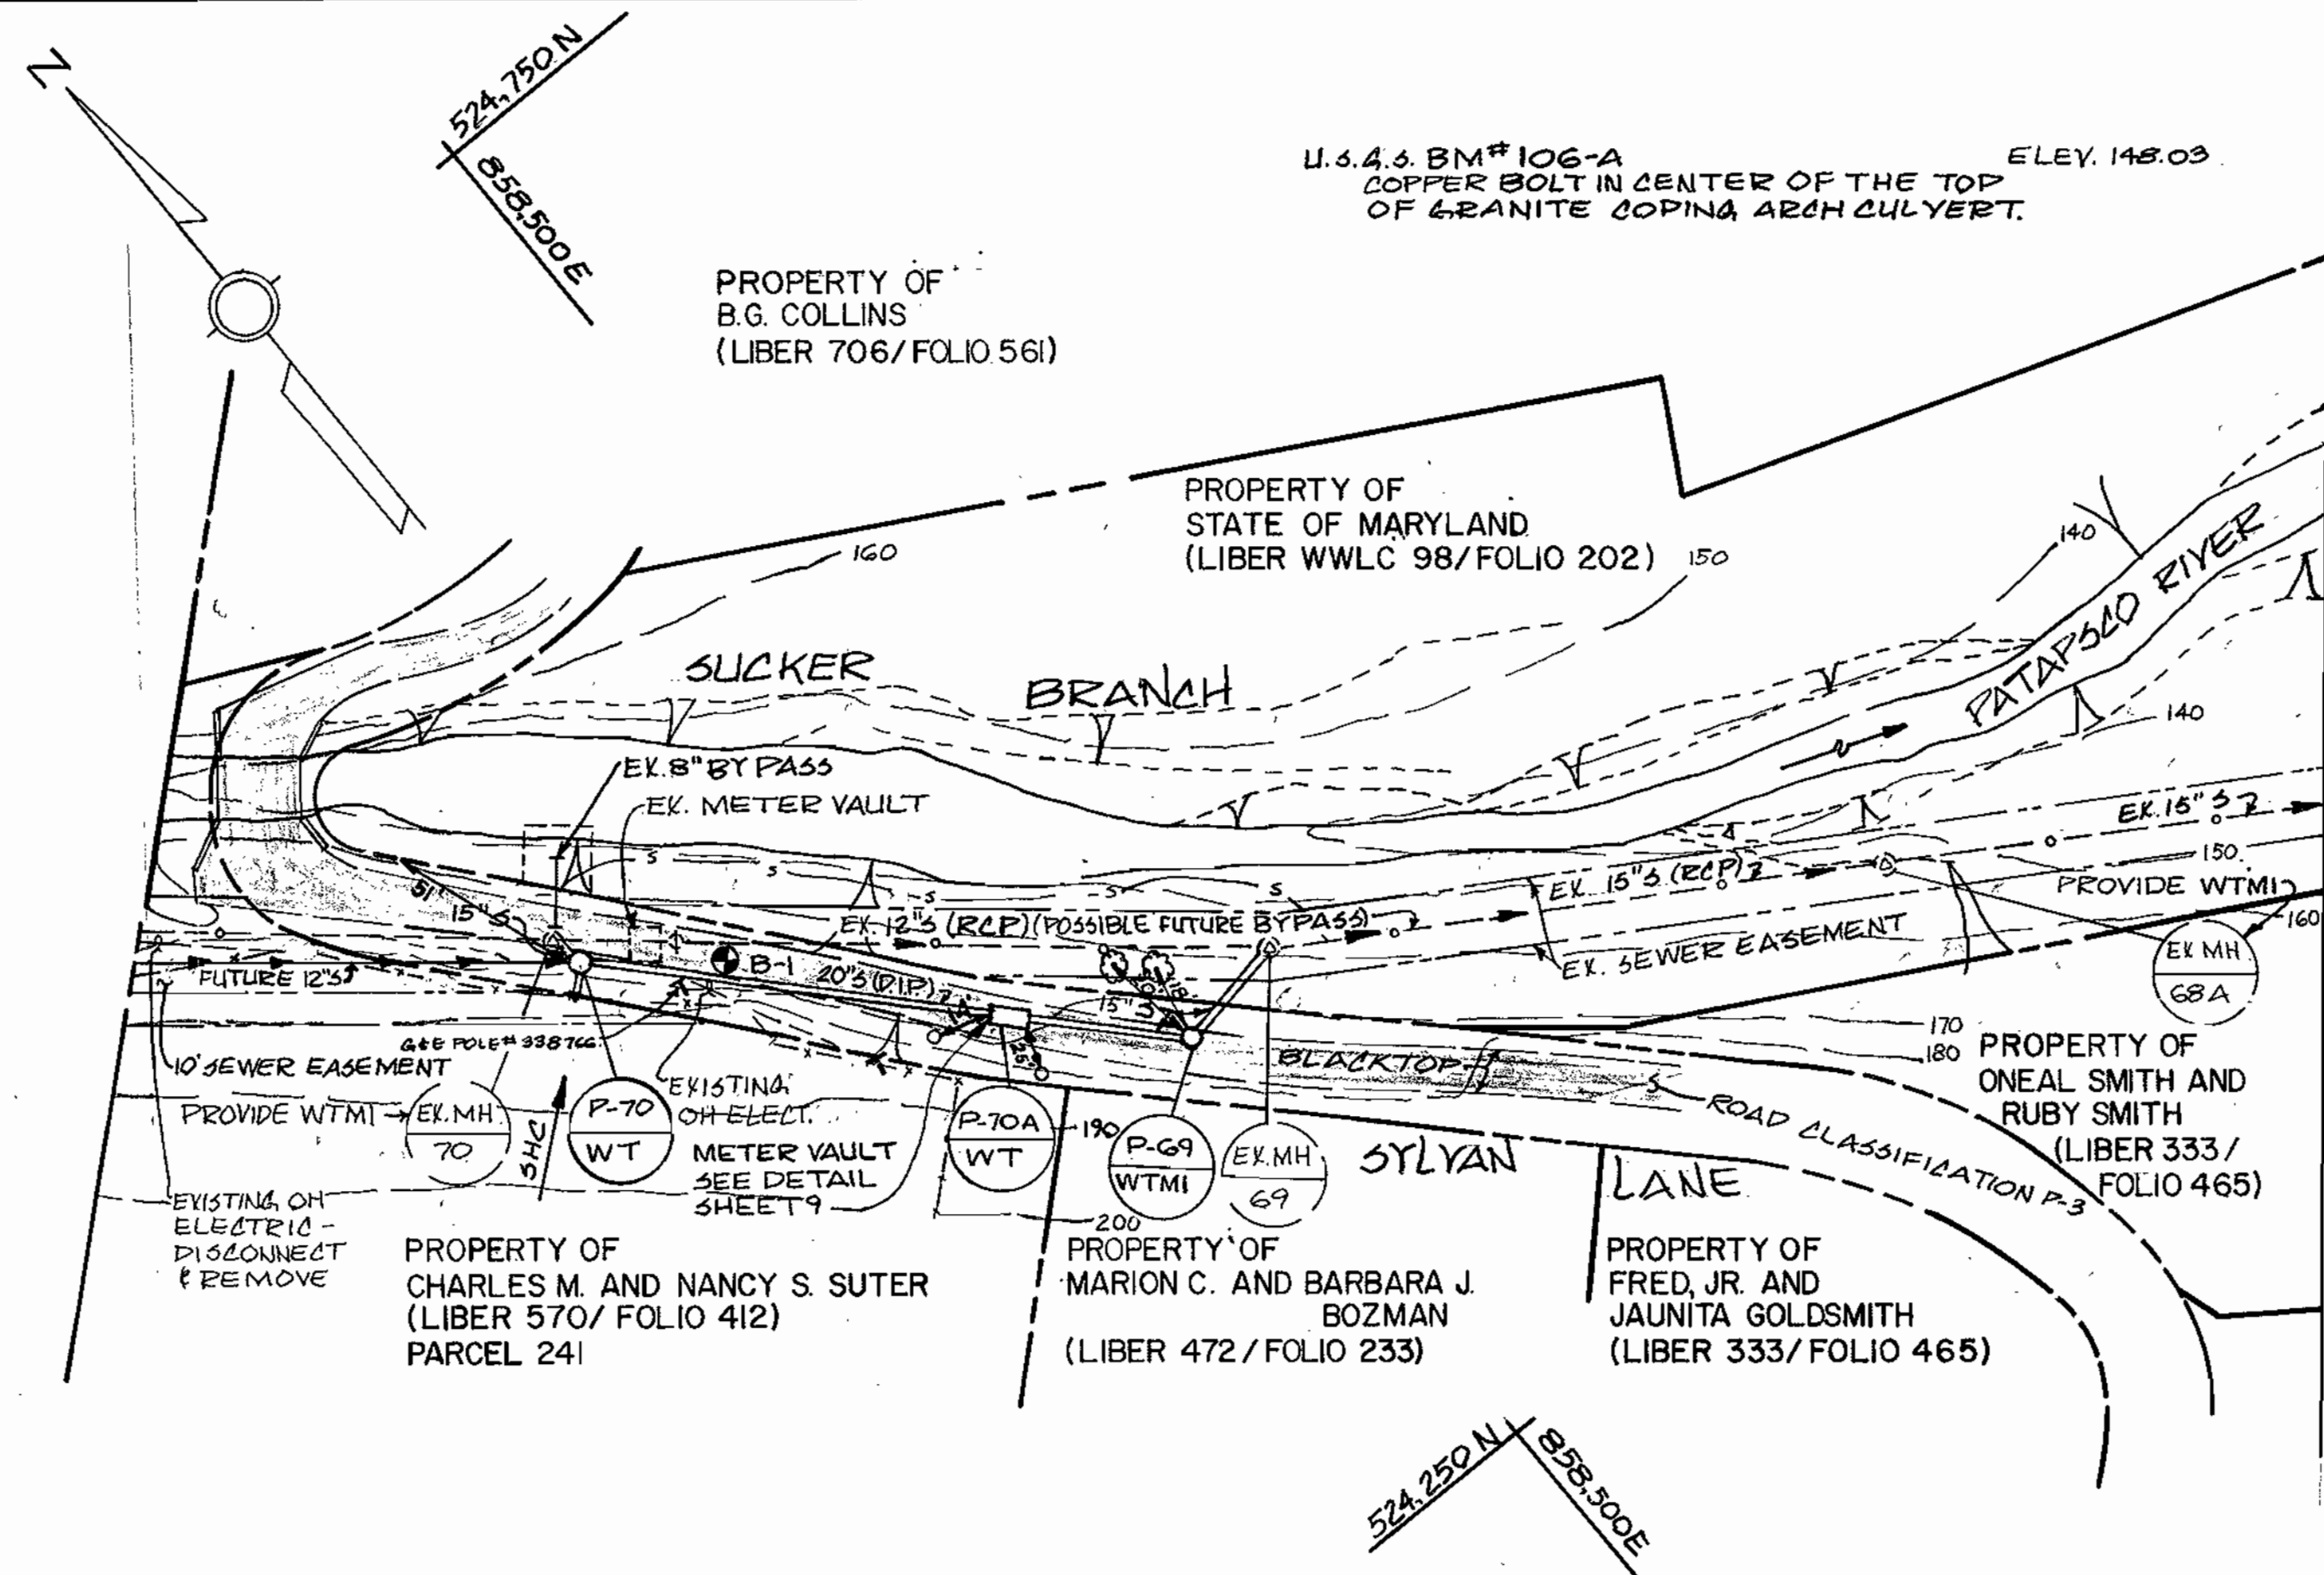 N
524,750 N
858,500 E
U.S.G.S. BM# 106-A
ELEV. 148.03
COPPER BOLT IN CENTER OF THE TOP
OF GRANITE COPING ARCH CULVERT.
PROPERTY OF
B.G. COLLINS
(LIBER 706/FOLIO 561)
PROPERTY OF
STATE OF MARYLAND
(LIBER WWLC 98/FOLIO 202)
160
150
140
PATAPSCO RIVER
SUCKER
BRANCH
140
EX. 8" BYPASS
EX. METER VAULT
EX. 15" S
150
EX. 15" S (RCP)
PROVIDE WTMI
160
51'
15" S
EX. 12" S (RCP) (POSSIBLE FUTURE BYPASS)
EX. SEWER EASEMENT
EX MH
68A
B-1
20" S (D.I.P.)
FUTURE 12" S
15" S
25'
170
180
G&E POLE# 338766
10' SEWER EASEMENT
BLACKTOP
PROPERTY OF
ONEAL SMITH AND
RUBY SMITH
(LIBER 333/
FOLIO 465)
PROVIDE WTMI
EX. MH
70
SHC
P-70
WT
EXISTING
OH ELECT.
METER VAULT
SEE DETAIL
SHEET 9
P-70A
WT
190
P-69
WTMI
EX. MH
69
SYLVAN
LANE
ROAD CLASSIFICATION P-3
EXISTING OH
ELECTRIC -
DISCONNECT
& REMOVE
200
PROPERTY OF
CHARLES M. AND NANCY S. SUTER
(LIBER 570/ FOLIO 412)
PARCEL 241
PROPERTY OF
MARION C. AND BARBARA J.
BOZMAN
(LIBER 472/FOLIO 233)
PROPERTY OF
FRED, JR. AND
JAUNITA GOLDSMITH
(LIBER 333/FOLIO 465)
524,250 N
858,500 E